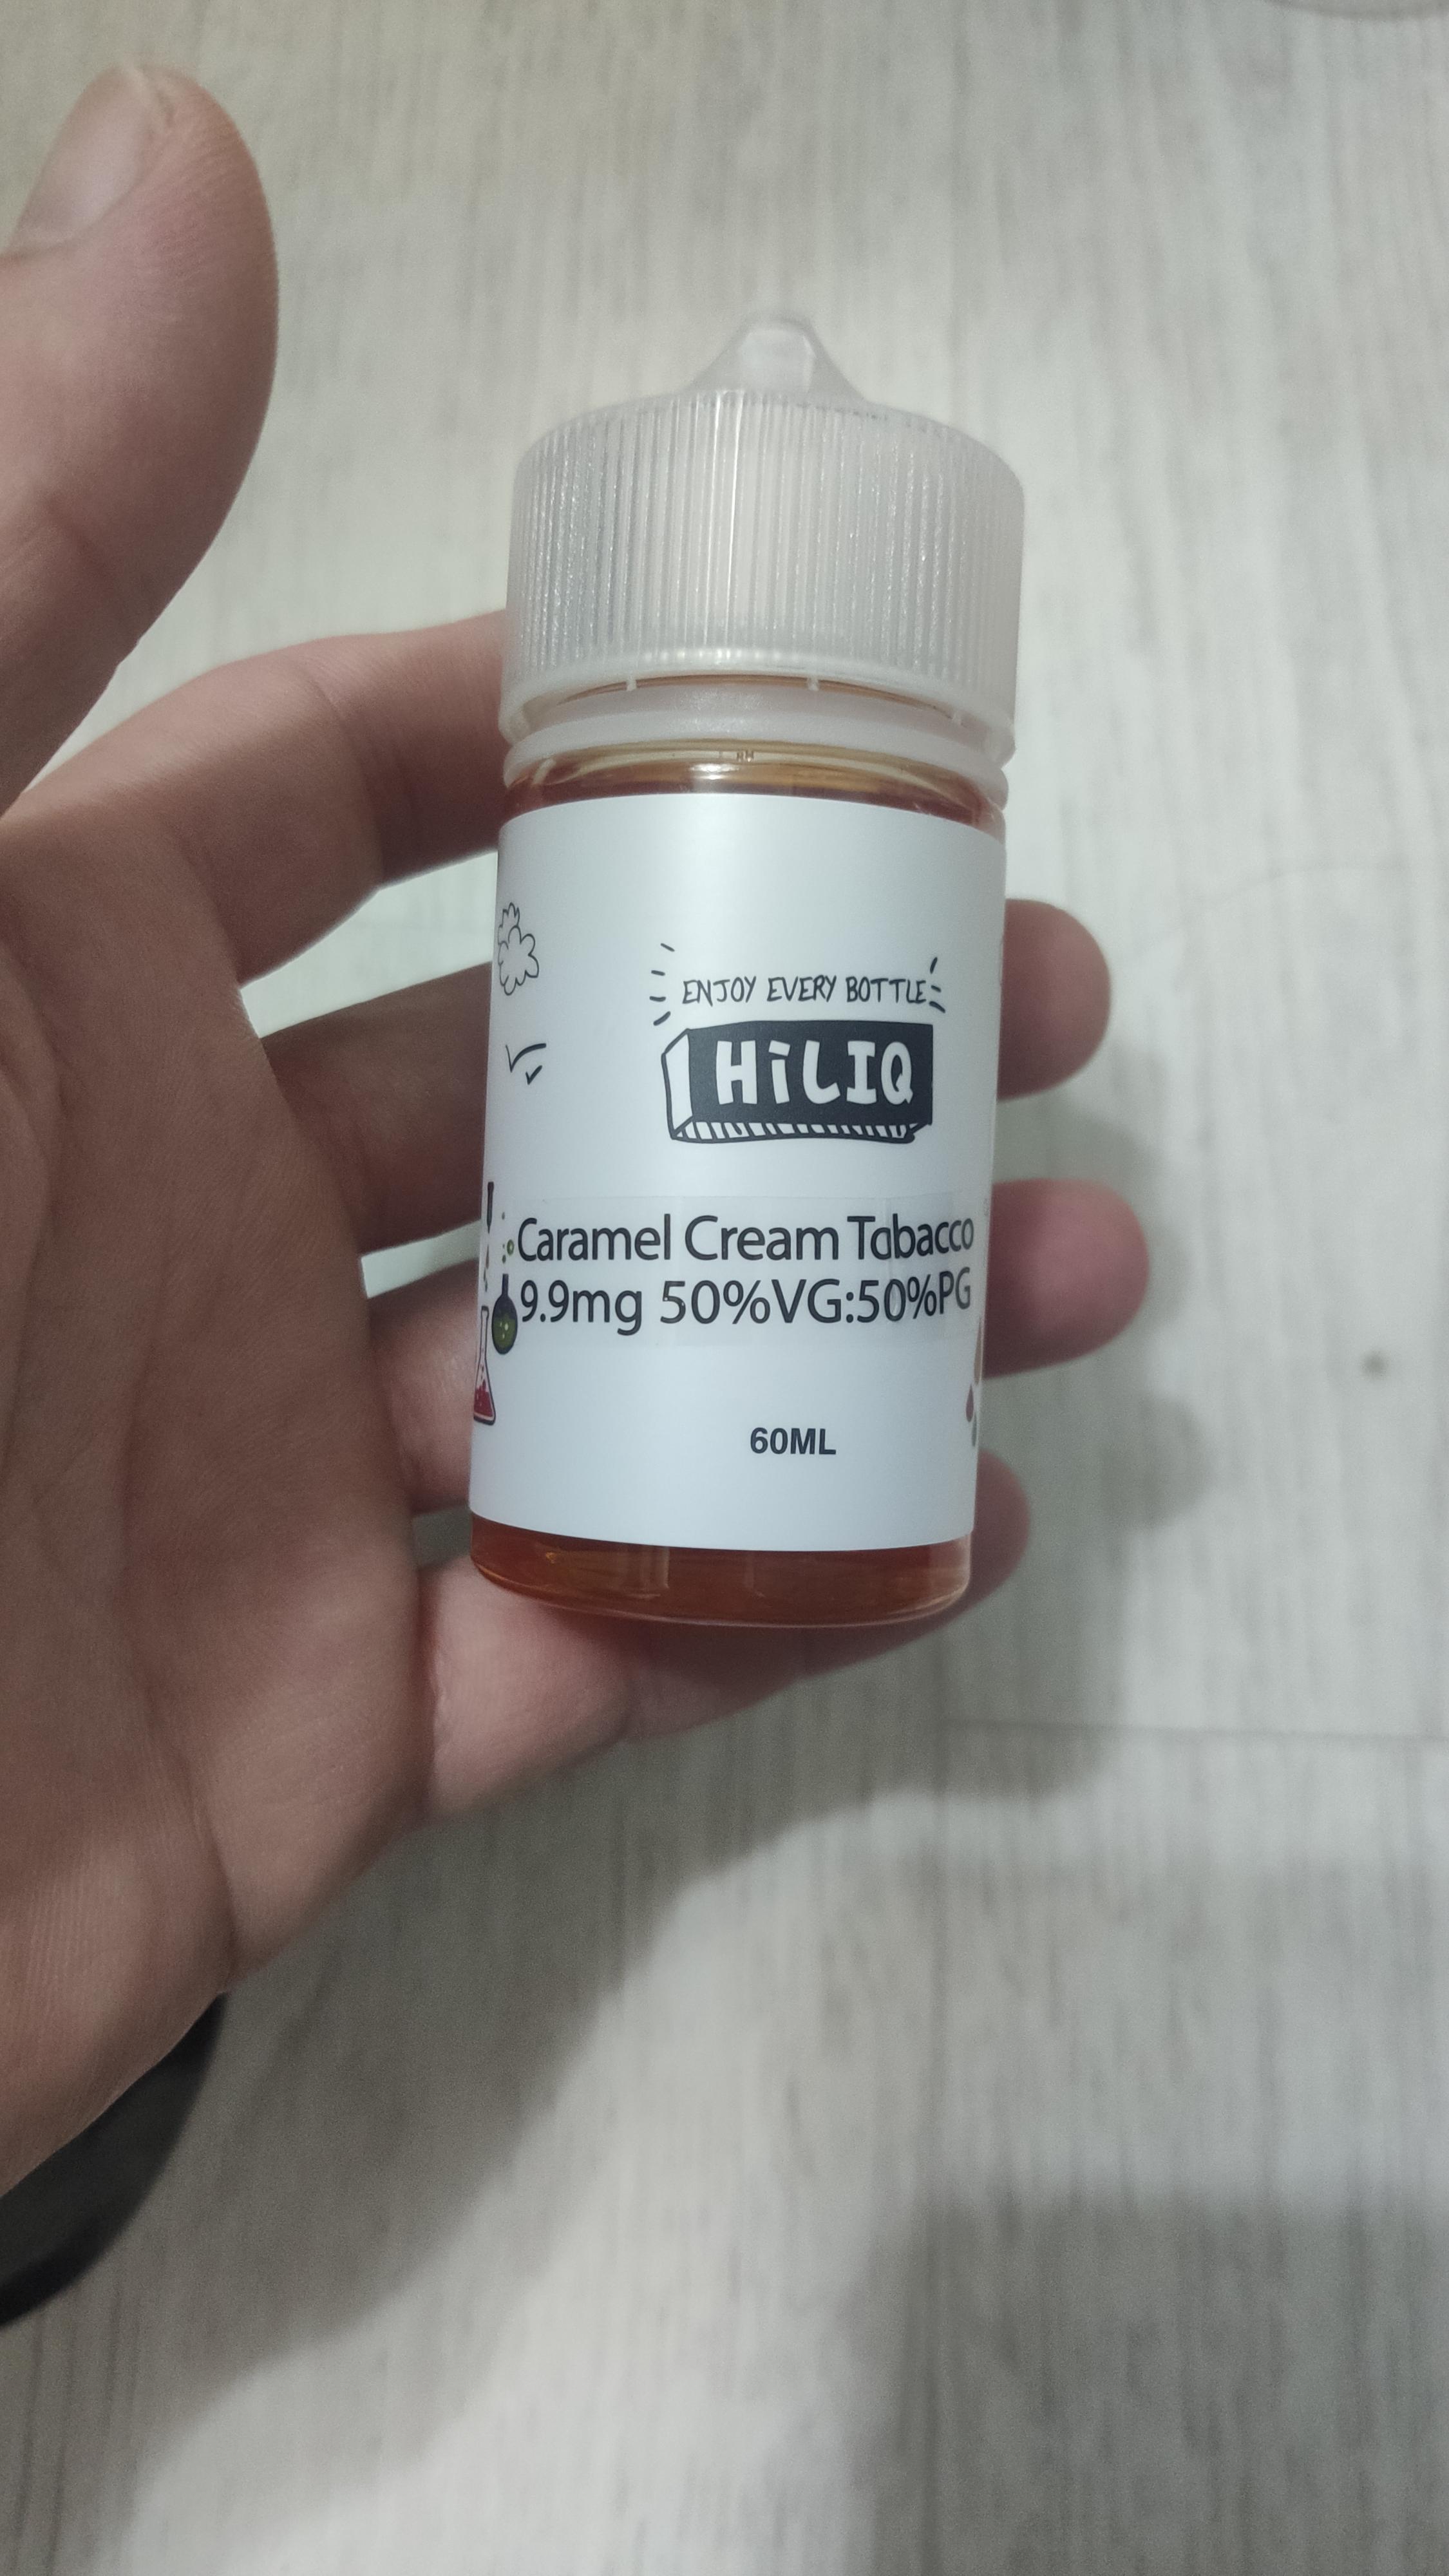 ENJOY EVERY BOTTLE
HiLIQ
Caramel Cream Tobacco
9.9mg 50%VG:50%PG
60ML